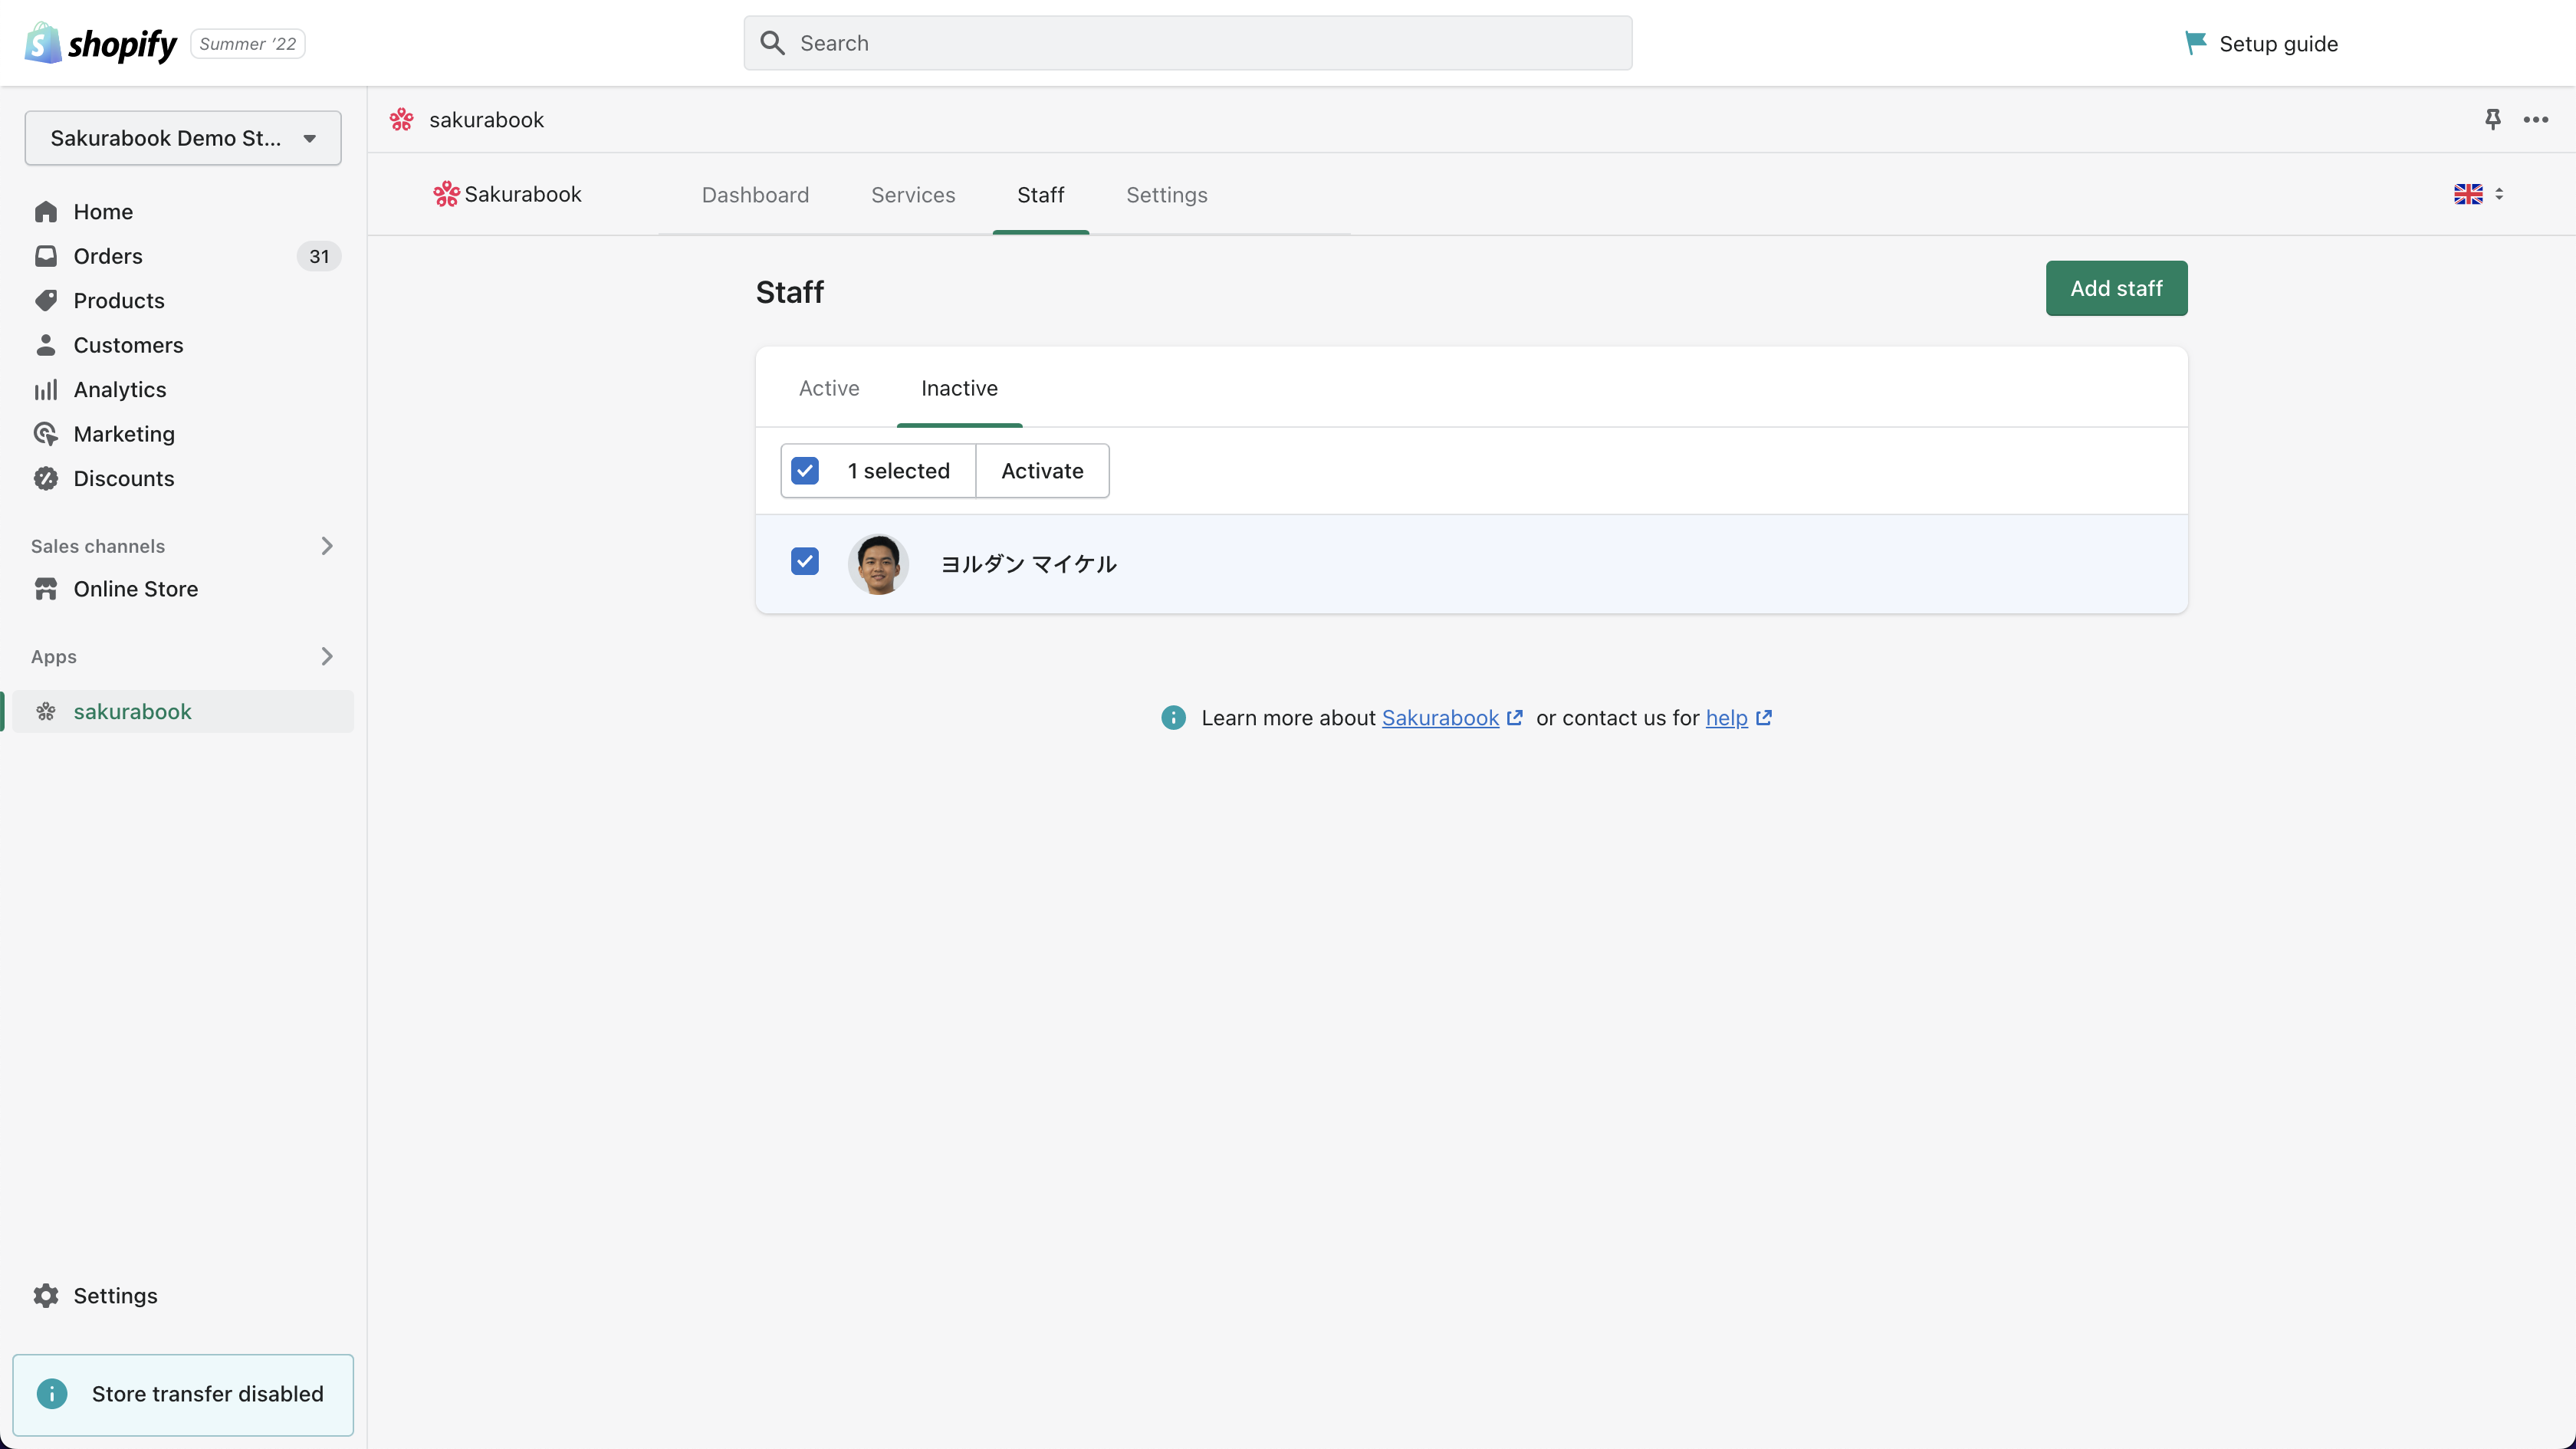 shopify Summer '22
Search
Setup guide
Sakurabook Demo St...
Home
Orders 31
Products
Customers
Analytics
Marketing
Discounts
Sales channels
Online Store
Apps
sakurabook
Settings
Store transfer disabled
sakurabook
Sakurabook Dashboard Services Staff Settings
Staff
Add staff
Active Inactive
1 selected Activate
ヨルダン マイケル
Learn more about Sakurabook or contact us for help